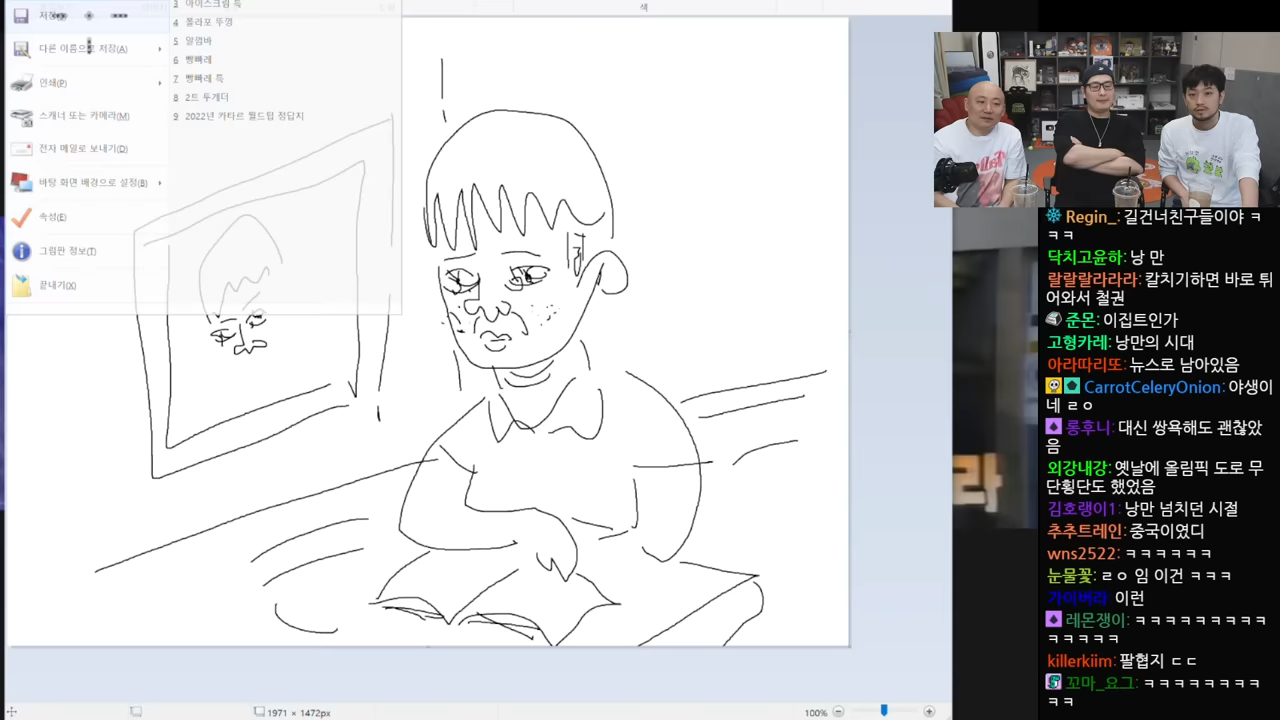 색
3 아이스크림 특
저장
4 폴라포 뚜껑
다른 이름으로 저장(A)
5 알껌바
6 빵빠레
인쇄(P)
7 빵빠레 특
8 2트 투게더
스캐너 또는 카메라(M)
9 2022년 카타르 월드컵 정답지
전자 메일로 보내기(D)
바탕 화면 배경으로 설정(B)
속성(E)
그림판 정보(T)
끝내기(X)
Regin_: 길건너친구들이야 ㅋ
ㅋㅋ
닥치고윤하: 낭 만
랄랄랄라라라: 칼치기하면 바로 튀
어와서 철권
준몬: 이집트인가
고형카레: 낭만의 시대
아라따리또: 뉴스로 남아있음
CarrotCeleryOnion: 야생이
네 ㄹㅇ
롱후니: 대신 쌍욕해도 괜찮았
음
외강내강: 옛날에 올림픽 도로 무
단횡단도 했었음
김호랭이1: 낭만 넘치던 시절
추추트레인: 중국이였디
wns2522: ㅋㅋㅋㅋㅋㅋ
눈물꽃: ㄹㅇ 임 이건 ㅋㅋㅋ
가이버라: 이런
레몬쟁이: ㅋㅋㅋㅋㅋㅋㅋㅋㅋ
ㅋㅋㅋㅋㅋ
killerkiim: 팔협지 ㄷㄷ
꼬마_요그: ㅋㅋㅋㅋㅋㅋㅋㅋ
ㅋㅋ
1971 × 1472px
100%